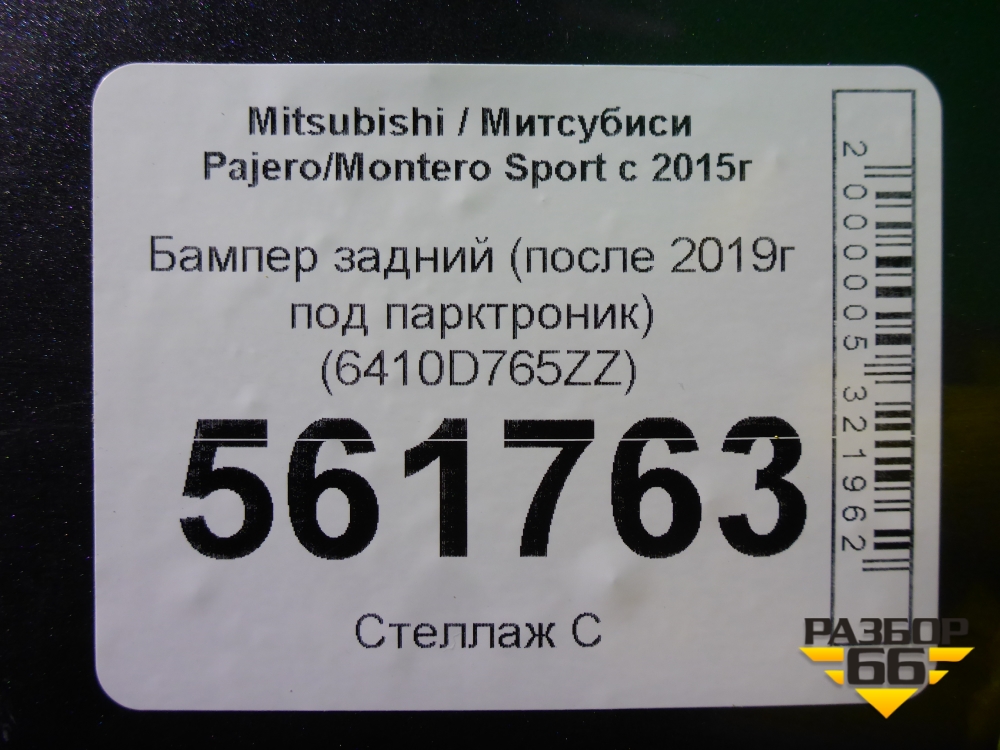 Mitsubishi / Митсубиси
Pajero/Montero Sport с 2015г
Бампер задний (после 2019г
под парктроник)
(6410D765ZZ)
561763
Стеллаж С
2000005321962
РАЗБОР
66